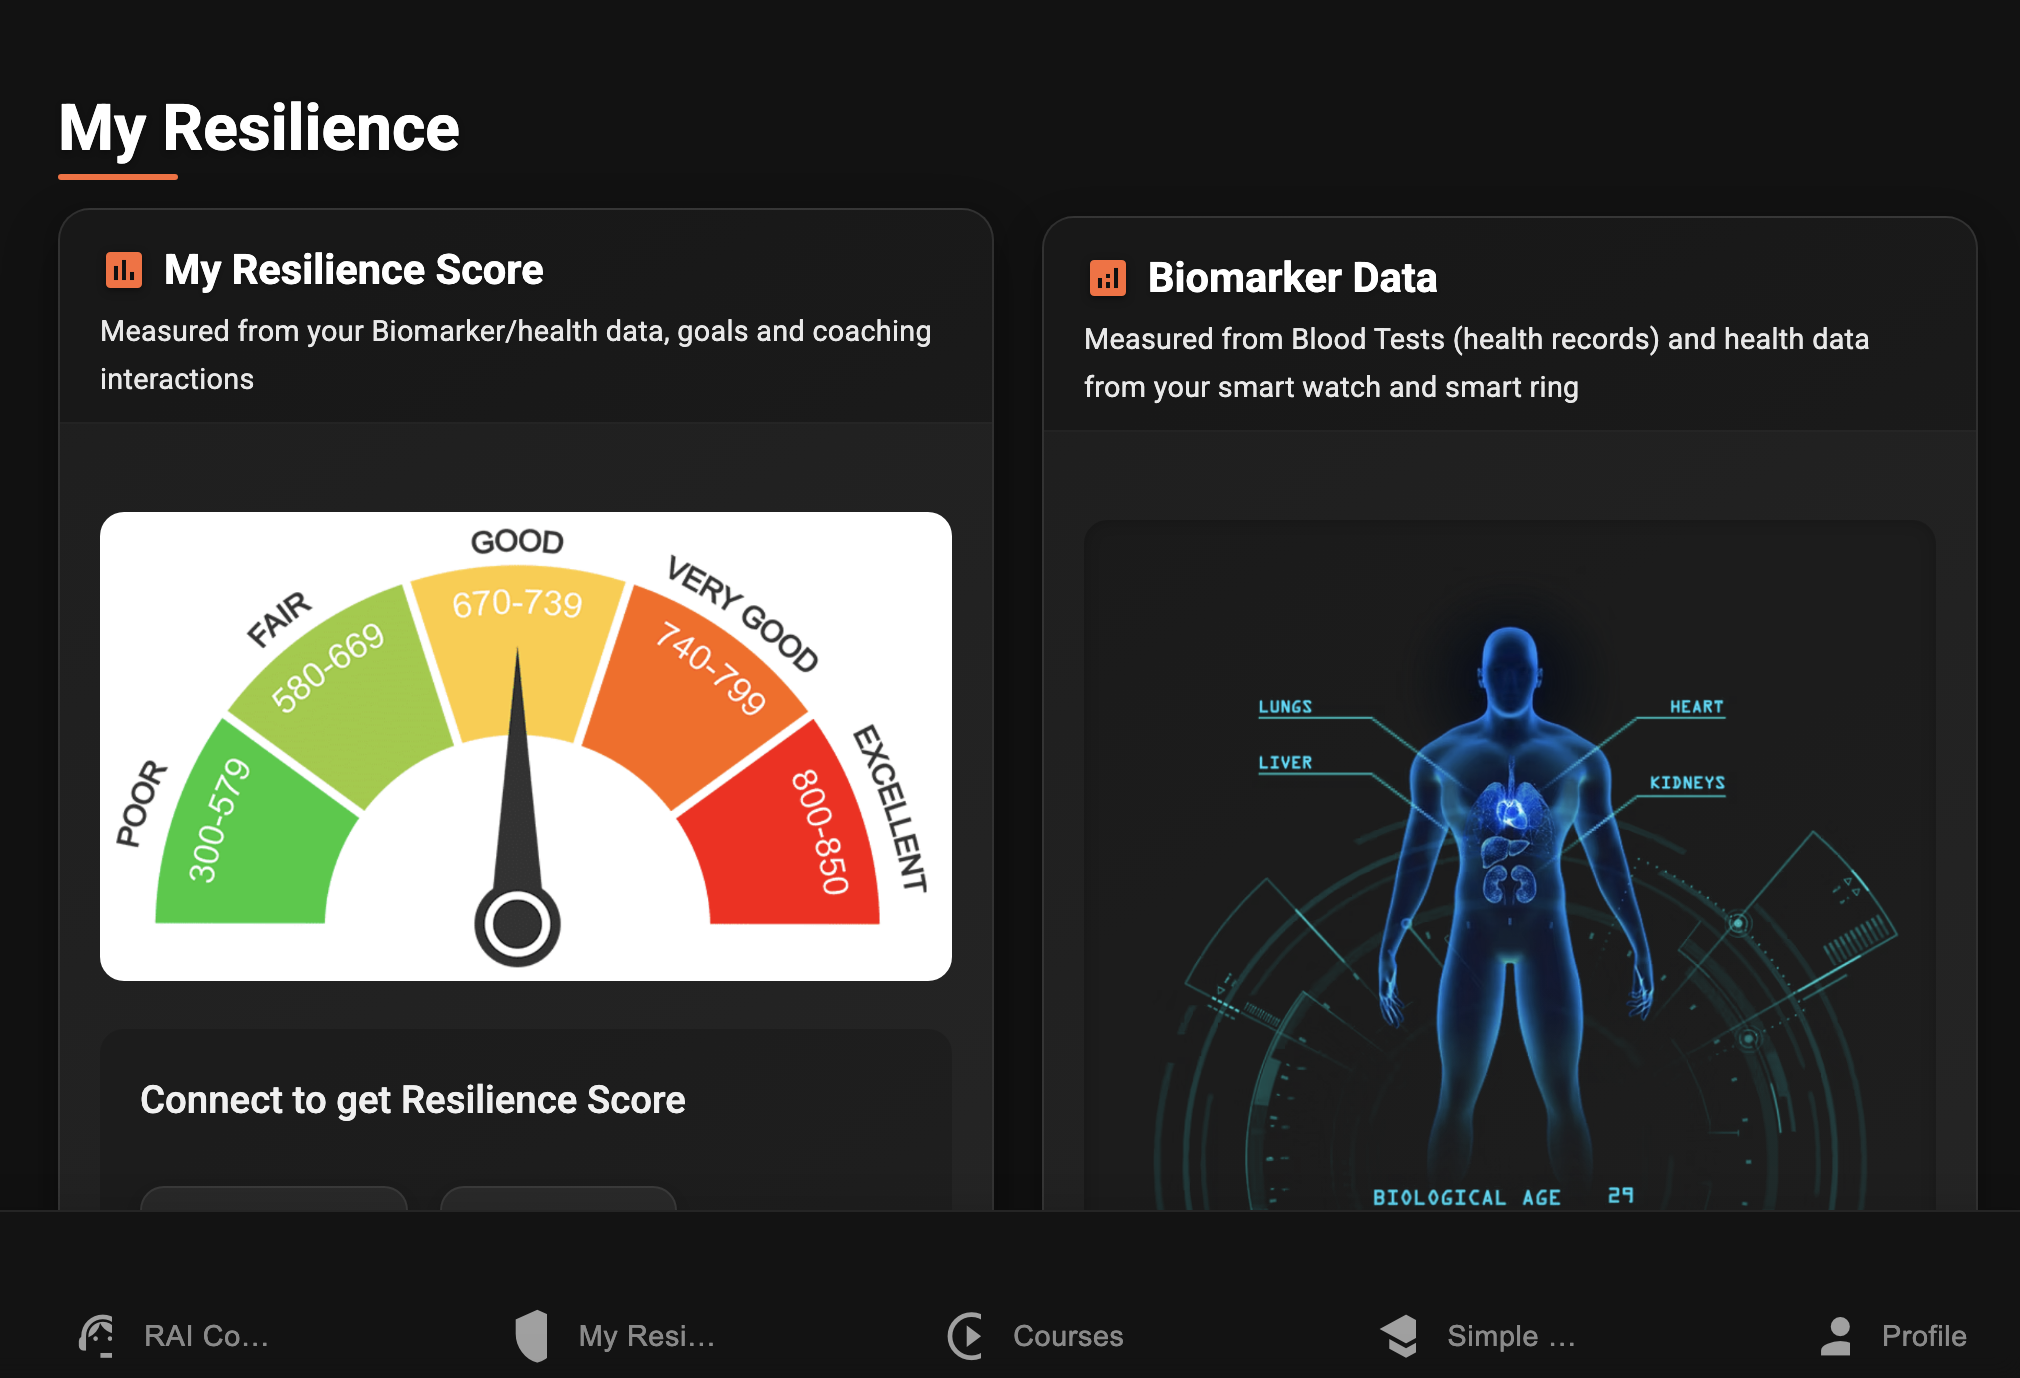 My Resilience
My Resilience Score
Measured from your Biomarker/health data, goals and coaching
interactions
POOR
FAIR
GOOD
VERY GOOD
EXCELLENT
300-579
580-669
670-739
740-799
800-850
Connect to get Resilience Score
Biomarker Data
Measured from Blood Tests (health records) and health data
from your smart watch and smart ring
LUNGS
HEART
LIVER
KIDNEYS
BIOLOGICAL AGE 29
RAI Co...
My Resi...
Courses
Simple ...
Profile